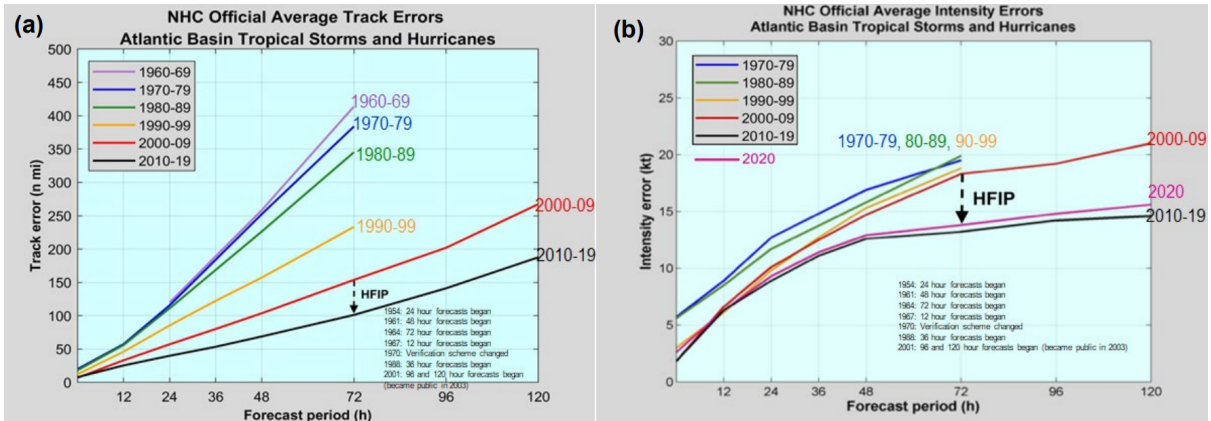 (a)
NHC Official Average Track Errors
Atlantic Basin Tropical Storms and Hurricanes
Track error (n mi)
500
450
400
350
300
250
200
150
100
50
0
1960-69
1970-79
1980-89
1990-99
2000-09
2010-19
1960-69
1970-79
1980-89
1990-99
2000-09
2010-19
HFIP
1954: 24 hour forecasts began
1961: 48 hour forecasts began
1964: 72 hour forecasts began
1967: 12 hour forecasts began
1970: Verification scheme changed
1988: 36 hour forecasts began
2001: 96 and 120 hour forecasts began
(became public in 2003)
12 24 36 48 72 96 120
Forecast period (h)
(b)
NHC Official Average Intensity Errors
Atlantic Basin Tropical Storms and Hurricanes
Intensity error (kt)
30
25
20
15
10
5
0
1970-79
1980-89
1990-99
2000-09
2010-19
2020
1970-79, 80-89, 90-99
2000-09
HFIP
2020
2010-19
1954: 24 hour forecasts began
1961: 48 hour forecasts began
1964: 72 hour forecasts began
1967: 12 hour forecasts began
1970: Verification scheme changed
1988: 36 hour forecasts began
2001: 96 and 120 hour forecasts began (became public in 2003)
12 24 36 48 72 96 120
Forecast period (h)